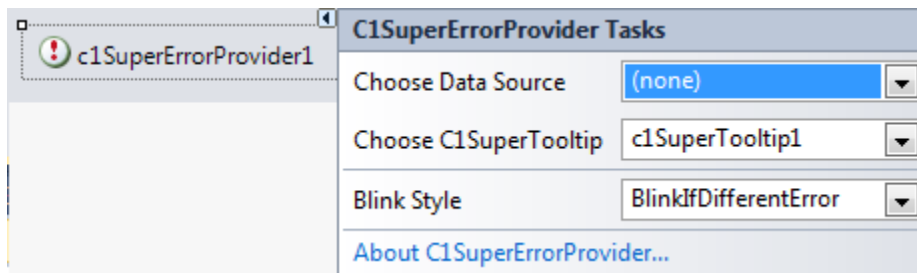 c1SuperErrorProvider1
C1SuperErrorProvider Tasks
Choose Data Source (none)
Choose C1SuperTooltip c1SuperTooltip1
Blink Style BlinkIfDifferentError
About C1SuperErrorProvider...